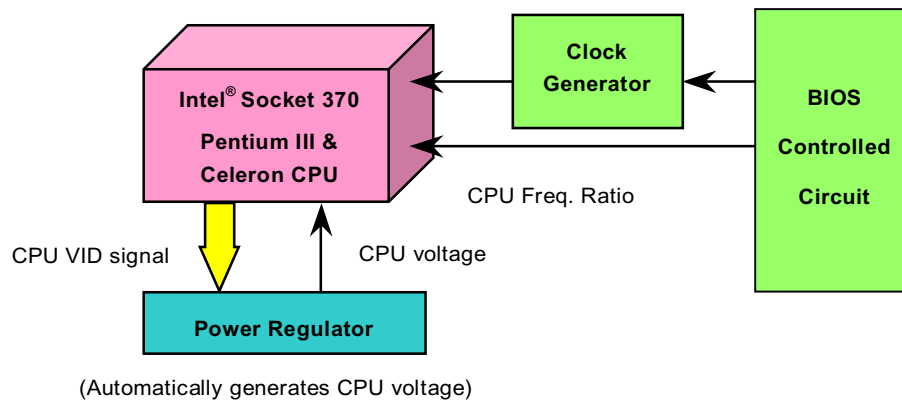 Intel® Socket 370
Pentium III &
Celeron CPU
Clock
Generator
BIOS
Controlled
Circuit
CPU Freq. Ratio
CPU VID signal
CPU voltage
Power Regulator
(Automatically generates CPU voltage)